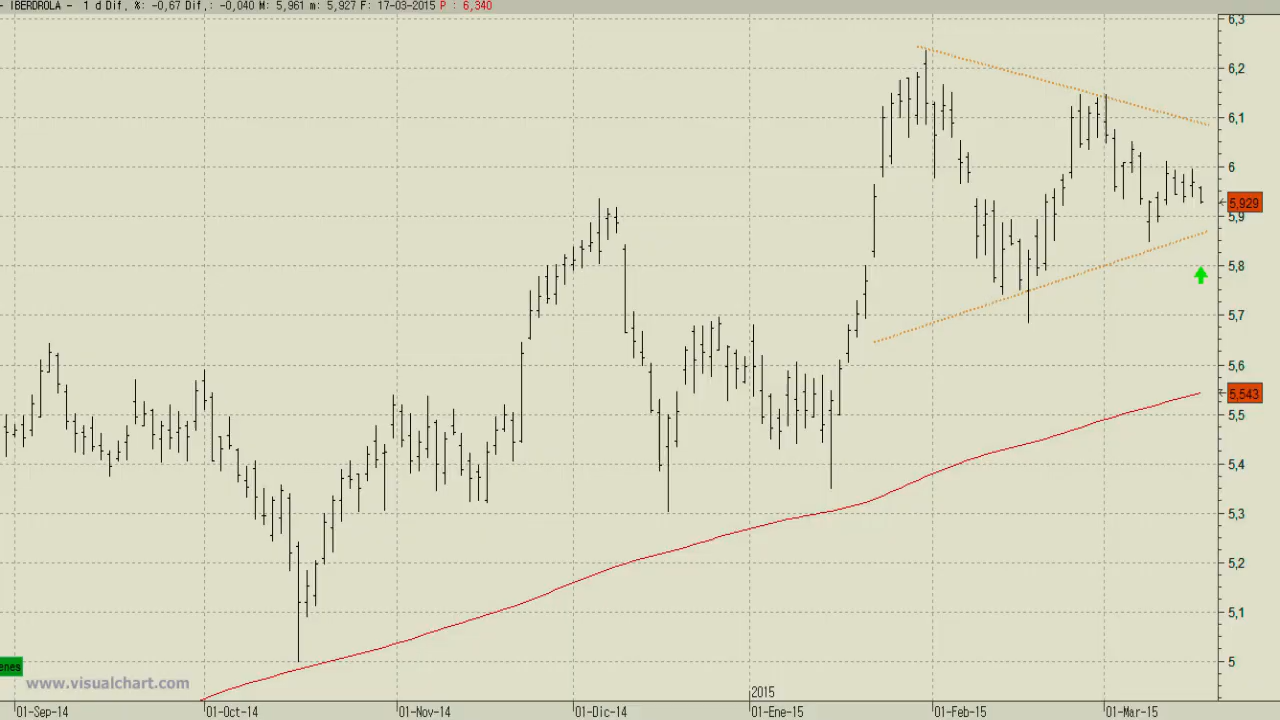 - IBERDROLA - 1 d Dif. %: -0,67 Dif.: -0,040 M: 5,961 m: 5,927 F: 17-03-2015 P : 6,340
6,3
6,2
6,1
6
5,929
5,9
5,8
5,7
5,6
5,543
5,5
5,4
5,3
5,2
5,1
5
enes
www.visualchart.com
2015
01-Sep-14
01-Oct-14
01-Nov-14
01-Dic-14
01-Ene-15
01-Feb-15
01-Mar-15